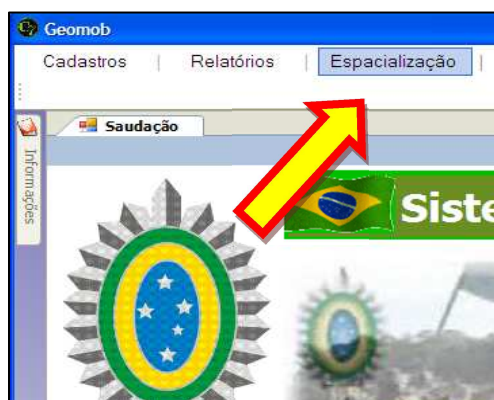 Geomob
Cadastros | Relatórios | Espacialização |
Saudação
Informações
Siste